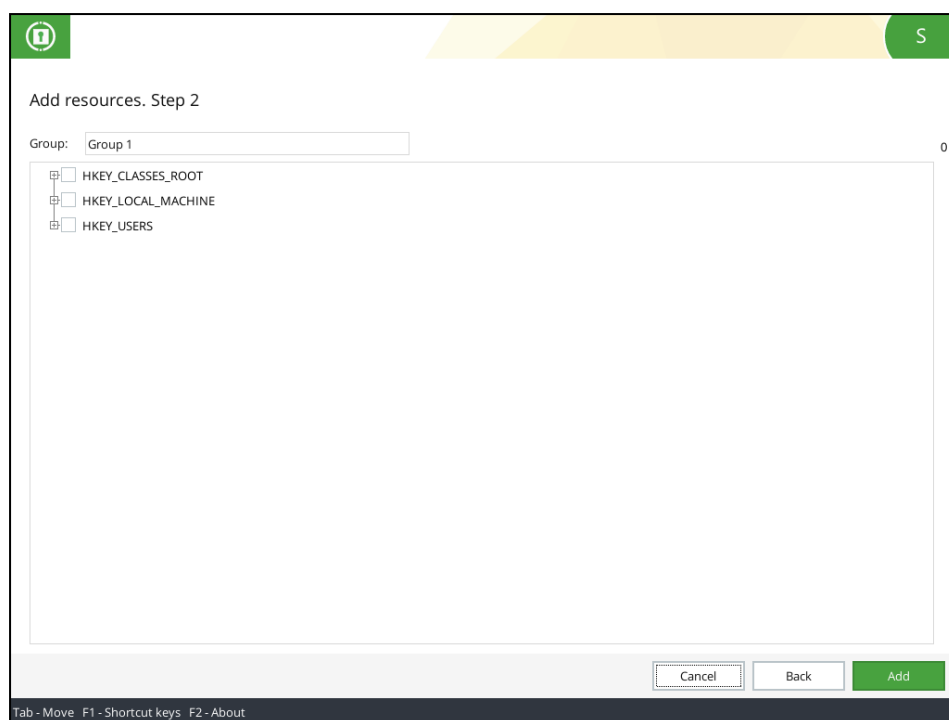 S
Add resources. Step 2
Group: Group 1
0
HKEY_CLASSES_ROOT
HKEY_LOCAL_MACHINE
HKEY_USERS
Cancel Back Add
Tab - Move F1 - Shortcut keys F2 - About